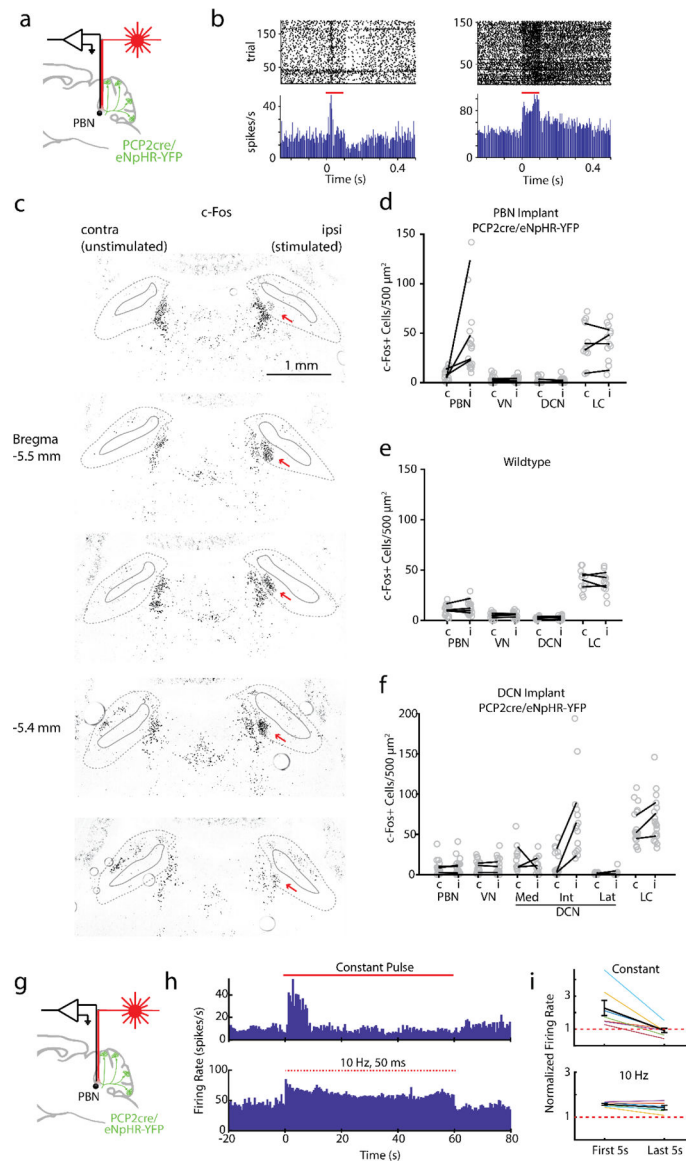 a
PBN
PCP2cre/
eNpHR-YFP
b
trial
150
50
0
150
50
0
spikes/s
40
0
100
0
0
0.4
Time (s)
0
0.4
Time (s)
c
c-Fos
contra
(unstimulated)
ipsi
(stimulated)
1 mm
Bregma
-5.5 mm
-5.4 mm
d
PBN Implant
PCP2cre/eNpHR-YFP
c-Fos+ Cells/500 µm²
150
100
50
0
c i c i c i c i
PBN VN DCN LC
e
Wildtype
c-Fos+ Cells/500 µm²
150
100
50
0
c i c i c i c i
PBN VN DCN LC
f
DCN Implant
PCP2cre/eNpHR-YFP
c-Fos+ Cells/500 µm²
200
150
100
50
0
c i c i c i c i c i c i
PBN VN Med Int Lat LC
DCN
g
PBN
PCP2cre/
eNpHR-YFP
h
Constant Pulse
Firing Rate (spikes/s)
40
0
10 Hz, 50 ms
100
50
0
-20 0 20 40 60 80
Time (s)
i
Normalized Firing Rate
Constant
3
1
10 Hz
3
1
First 5s Last 5s